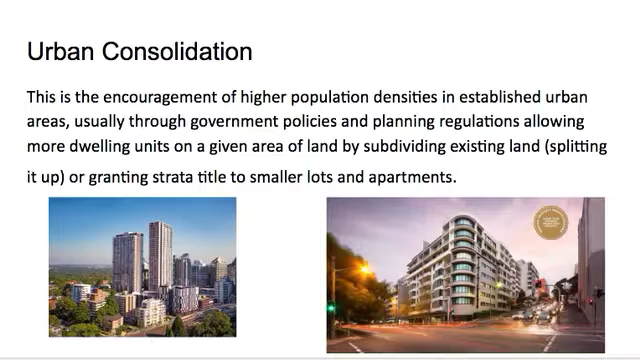 Urban Consolidation
This is the encouragement of higher population densities in established urban
areas, usually through government policies and planning regulations allowing
more dwelling units on a given area of land by subdividing existing land (splitting
it up) or granting strata title to smaller lots and apartments.